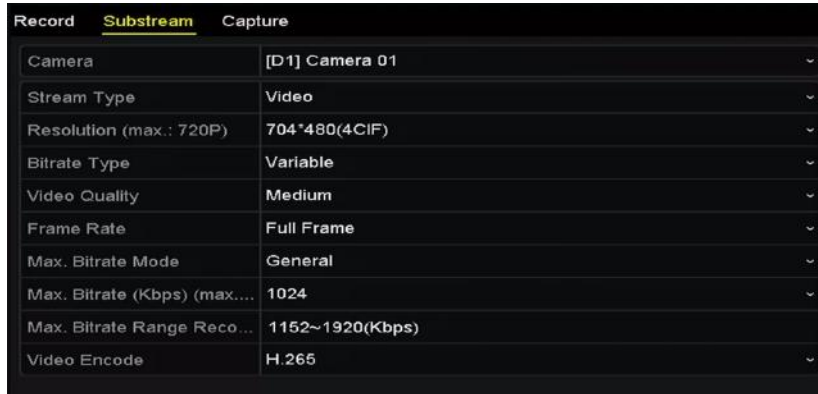 Record Substream Capture
Camera [D1] Camera 01
Stream Type Video
Resolution (max.: 720P) 704*480(4CIF)
Bitrate Type Variable
Video Quality Medium
Frame Rate Full Frame
Max. Bitrate Mode General
Max. Bitrate (Kbps) (max.... 1024
Max. Bitrate Range Reco... 1152~1920(Kbps)
Video Encode H.265